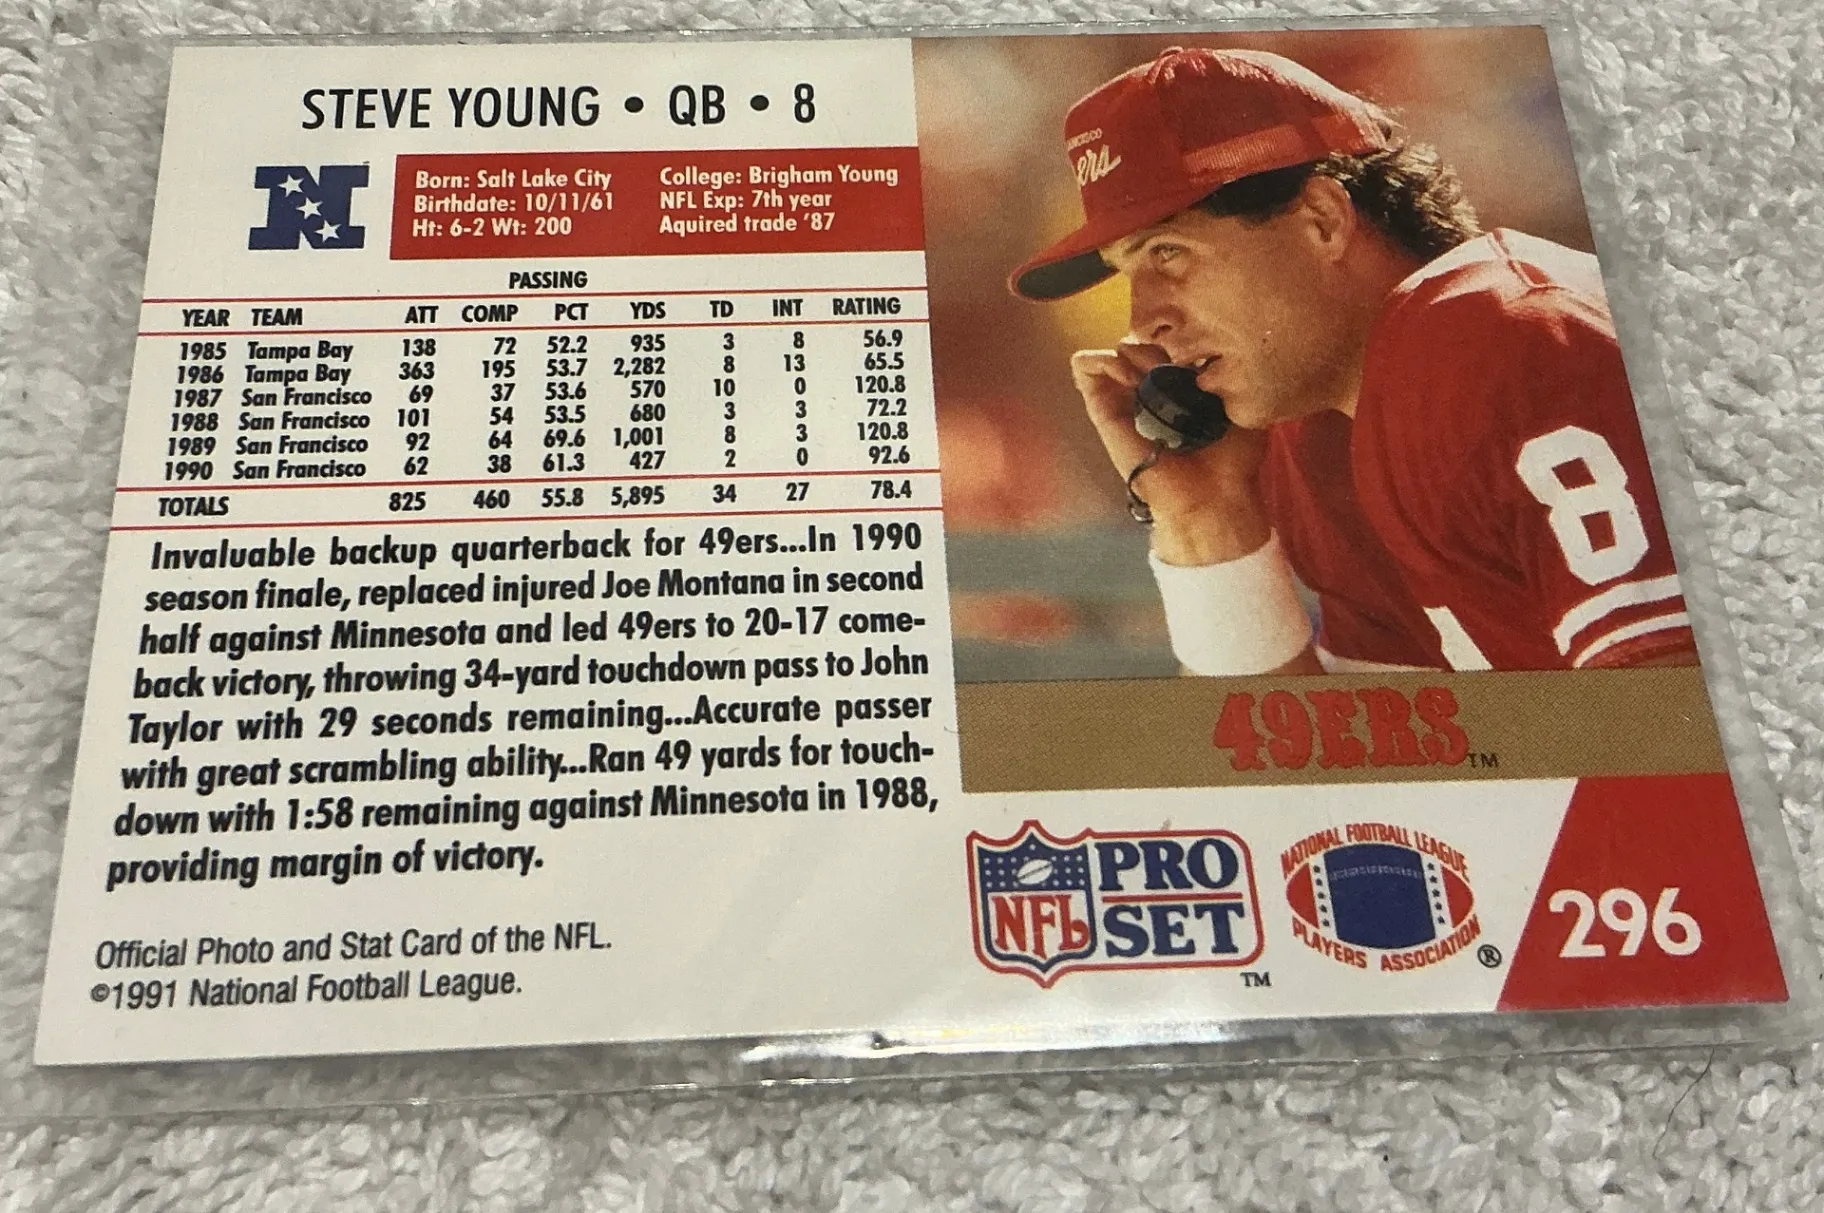 STEVE YOUNG • QB • 8
Born: Salt Lake City
Birthdate: 10/11/61
Ht: 6-2 Wt: 200
College: Brigham Young
NFL Exp: 7th year
Aquired trade '87
N
PASSING
YEAR TEAM ATT COMP PCT YDS TD INT RATING
1985 Tampa Bay 138 72 52.2 935 3 8 56.9
1986 Tampa Bay 363 195 53.7 2,282 8 13 65.5
1987 San Francisco 69 37 53.6 570 10 0 120.8
1988 San Francisco 101 54 53.5 680 3 3 72.2
1989 San Francisco 92 64 69.6 1,001 8 3 120.8
1990 San Francisco 62 38 61.3 427 2 0 92.6
TOTALS 825 460 55.8 5,895 34 27 78.4
Invaluable backup quarterback for 49ers...In 1990
season finale, replaced injured Joe Montana in second
half against Minnesota and led 49ers to 20-17 come-
back victory, throwing 34-yard touchdown pass to John
Taylor with 29 seconds remaining...Accurate passer
with great scrambling ability...Ran 49 yards for touch-
down with 1:58 remaining against Minnesota in 1988,
providing margin of victory.
Official Photo and Stat Card of the NFL.
©1991 National Football League.
8
49ERS™
NFL PRO
SET™
NATIONAL FOOTBALL LEAGUE
PLAYERS ASSOCIATION®
296